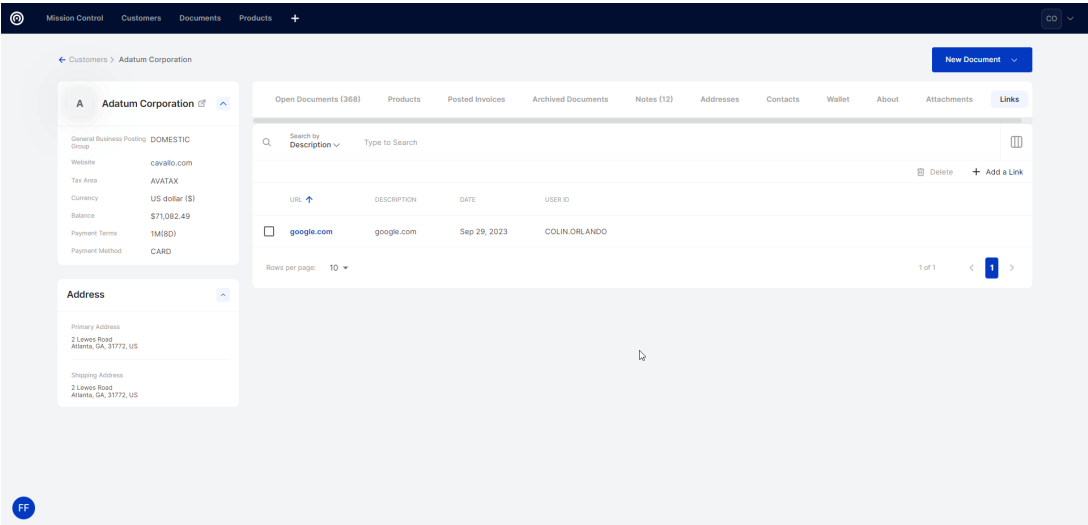 Mission Control Customers Documents Products + CO
Customers > Adatum Corporation
New Document
A Adatum Corporation
General Business Posting Group DOMESTIC
Website cavallo.com
Tax Area AVATAX
Currency US dollar ($)
Balance $71,082.49
Payment Terms 1M(8D)
Payment Method CARD
Address
Primary Address
2 Lewes Road
Atlanta, GA, 31772, US
Shipping Address
2 Lewes Road
Atlanta, GA, 31772, US
Open Documents (368) Products Posted Invoices Archived Documents Notes (12) Addresses Contacts Wallet About Attachments Links
Search by
Description Type to Search
Delete + Add a Link
URL DESCRIPTION DATE USER ID
google.com google.com Sep 29, 2023 COLIN.ORLANDO
Rows per page: 10 1 of 1 < 1 >
FF